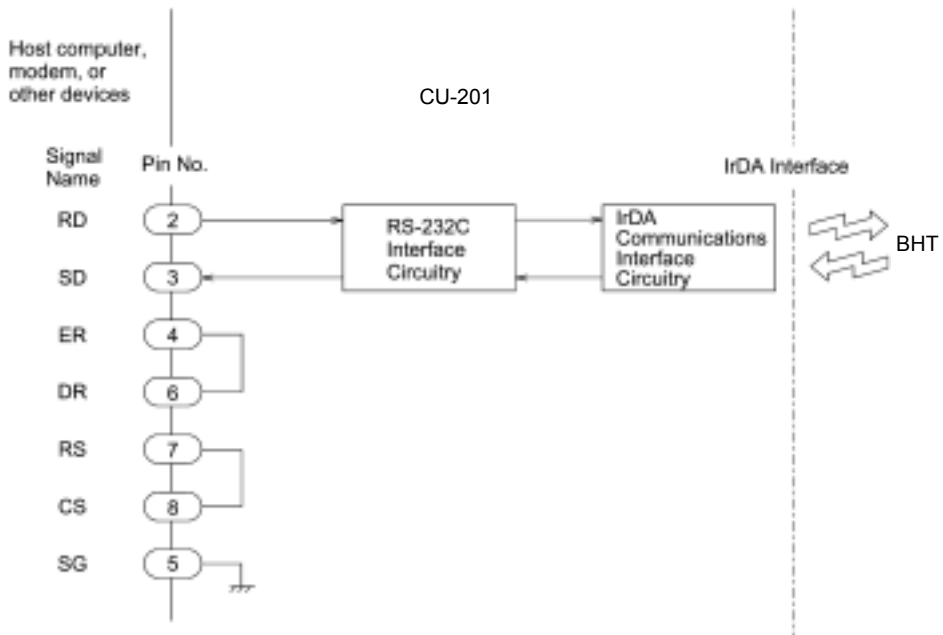 Host computer,
modem, or
other devices
CU-201
Signal
Name
Pin No.
IrDA Interface
RD
2
RS-232C
Interface
Circuitry
IrDA
Communications
Interface
Circuitry
BHT
SD
3
ER
4
DR
6
RS
7
CS
8
SG
5